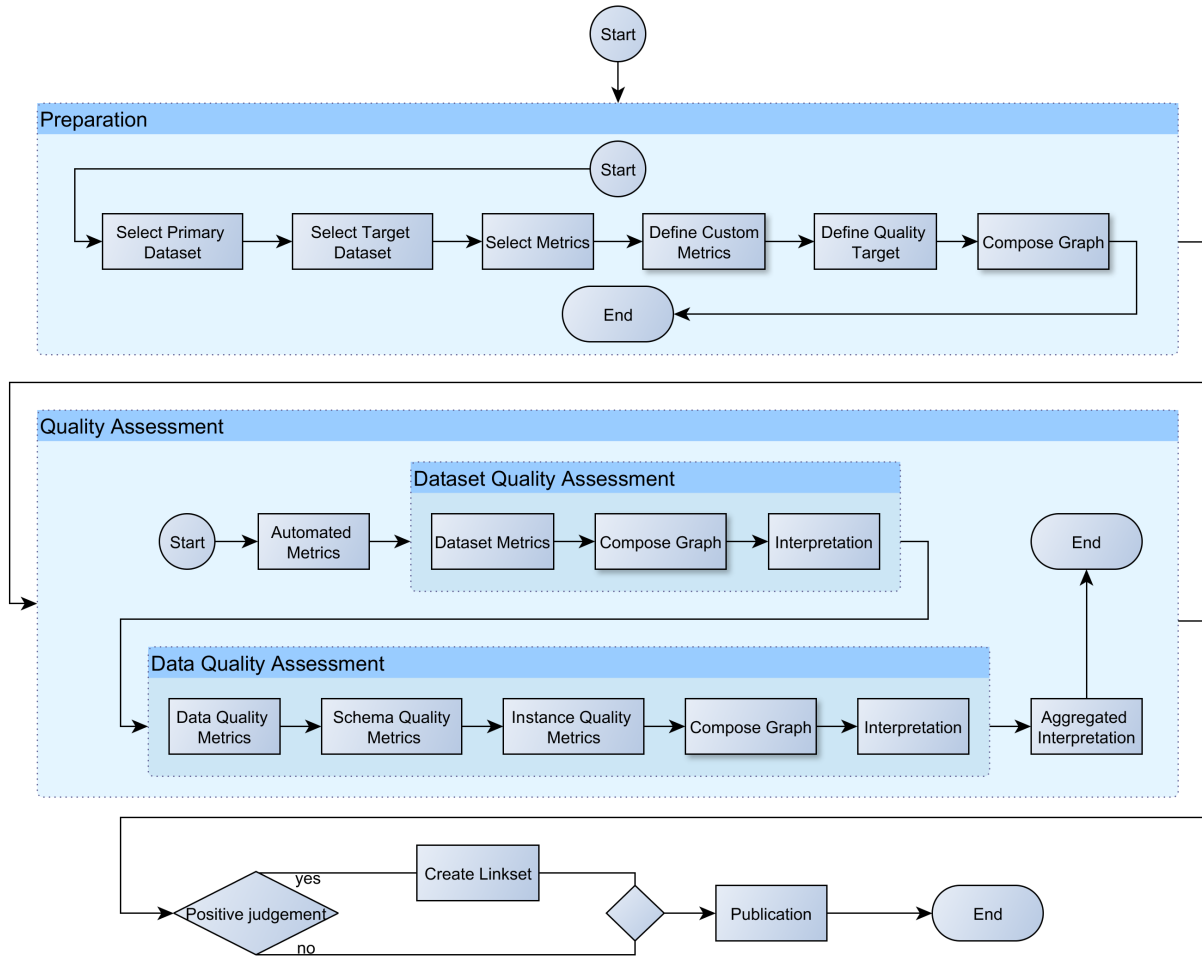 Start
Preparation
Start
Select Primary
Dataset
Select Target
Dataset
Select Metrics
Define Custom
Metrics
Define Quality
Target
Compose Graph
End
Quality Assessment
Dataset Quality Assessment
Start
Automated
Metrics
Dataset Metrics
Compose Graph
Interpretation
End
Data Quality Assessment
Data Quality
Metrics
Schema Quality
Metrics
Instance Quality
Metrics
Compose Graph
Interpretation
Aggregated
Interpretation
Positive judgement
yes
Create Linkset
no
Publication
End